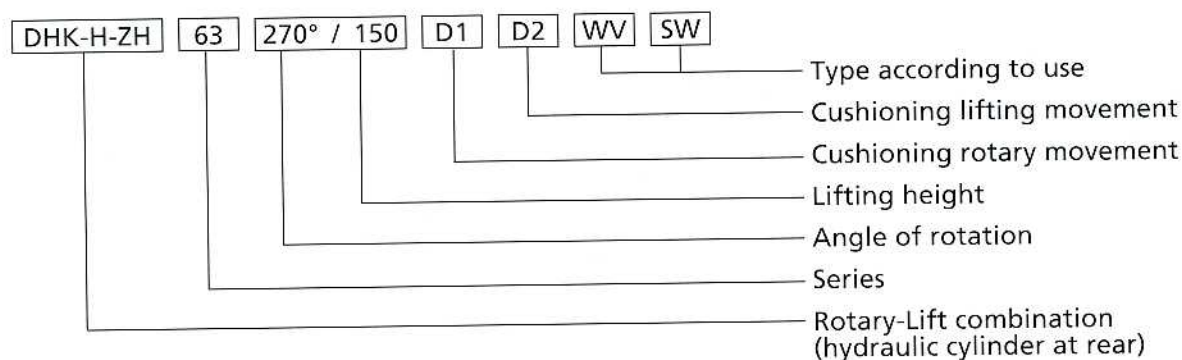 DHK-H-ZH 63 270° / 150 D1 D2 WV SW
Type according to use
Cushioning lifting movement
Cushioning rotary movement
Lifting height
Angle of rotation
Series
Rotary-Lift combination
(hydraulic cylinder at rear)